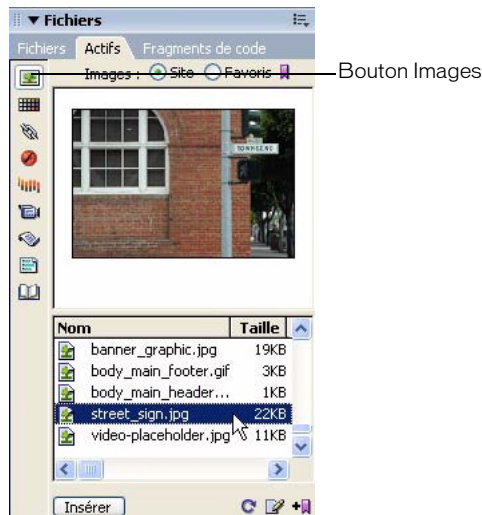 Fichiers
Fichiers Actifs Fragments de code
Images : Site Favoris
Bouton Images
TOWNSEND
Nom Taille
banner_graphic.jpg 19KB
body_main_footer.gif 3KB
body_main_header... 1KB
street_sign.jpg 22KB
video-placeholder.jpg 11KB
Insérer